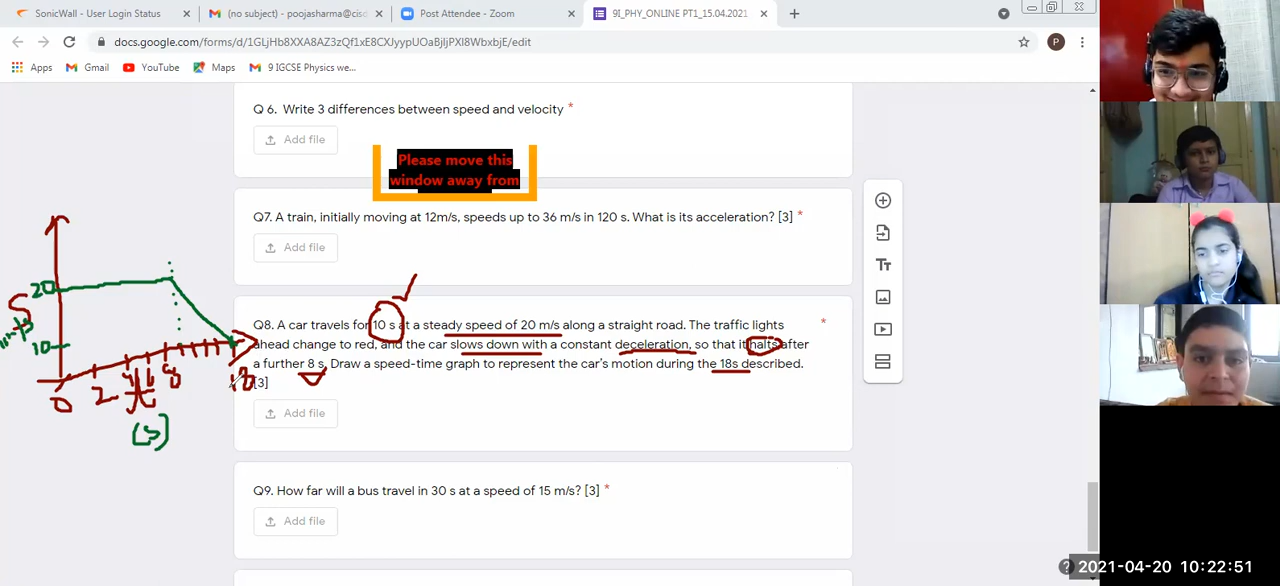 SonicWall - User Login Status
(no subject) - poojasharma@cisd
Post Attendee - Zoom
9I_PHY_ONLINE PT1_15.04.2021
docs.google.com/forms/d/1GLjHb8XXA8AZ3zQf1xE8CXJyypUOaBjIjPXI8WbxbjE/edit
P
Apps
Gmail
YouTube
Maps
9 IGCSE Physics we...
Q 6. Write 3 differences between speed and velocity *
Add file
Please move this
window away from
Q7. A train, initially moving at 12m/s, speeds up to 36 m/s in 120 s. What is its acceleration? [3] *
Add file
Q8. A car travels for 10 s at a steady speed of 20 m/s along a straight road. The traffic lights *
ahead change to red, and the car slows down with a constant deceleration, so that it halts after
a further 8 s. Draw a speed-time graph to represent the car's motion during the 18s described.
[3]
Add file
20
S
10
0
2
4
6
8
18
(s)
Q9. How far will a bus travel in 30 s at a speed of 15 m/s? [3] *
Add file
Tт
2021-04-20 10:22:51